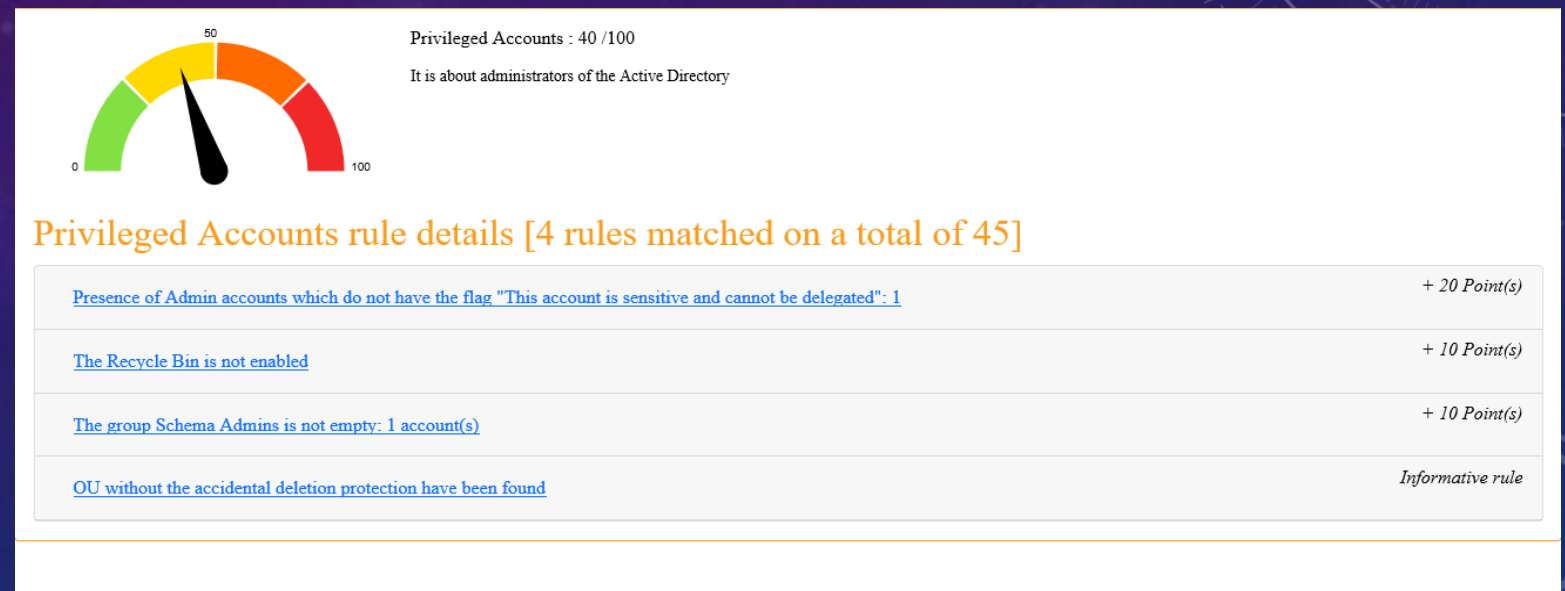 50
0
100
Privileged Accounts : 40 /100
It is about administrators of the Active Directory
Privileged Accounts rule details [4 rules matched on a total of 45]
Presence of Admin accounts which do not have the flag "This account is sensitive and cannot be delegated": 1
+ 20 Point(s)
The Recycle Bin is not enabled
+ 10 Point(s)
The group Schema Admins is not empty: 1 account(s)
+ 10 Point(s)
OU without the accidental deletion protection have been found
Informative rule